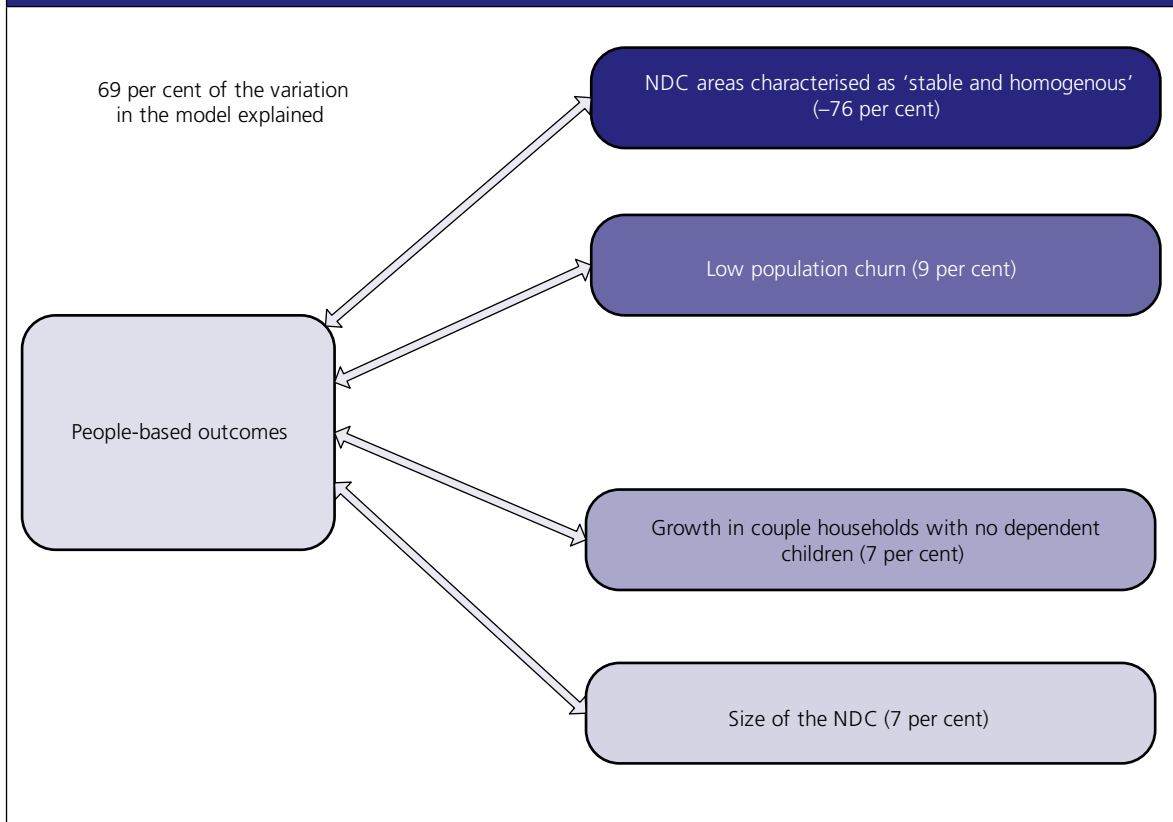 69 per cent of the variation
in the model explained
NDC areas characterised as ‘stable and homogenous’
(–76 per cent)
Low population churn (9 per cent)
People-based outcomes
Growth in couple households with no dependent
children (7 per cent)
Size of the NDC (7 per cent)